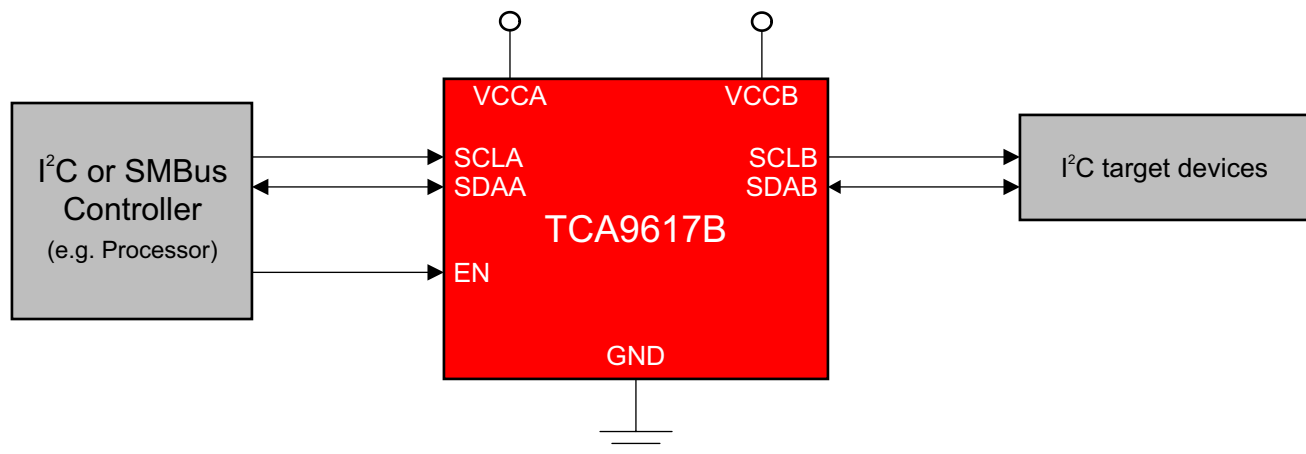 VCCA
VCCB
I²C or SMBus
Controller
(e.g. Processor)
SCLA
SDAA
EN
SCLB
SDAB
TCA9617B
GND
I²C target devices